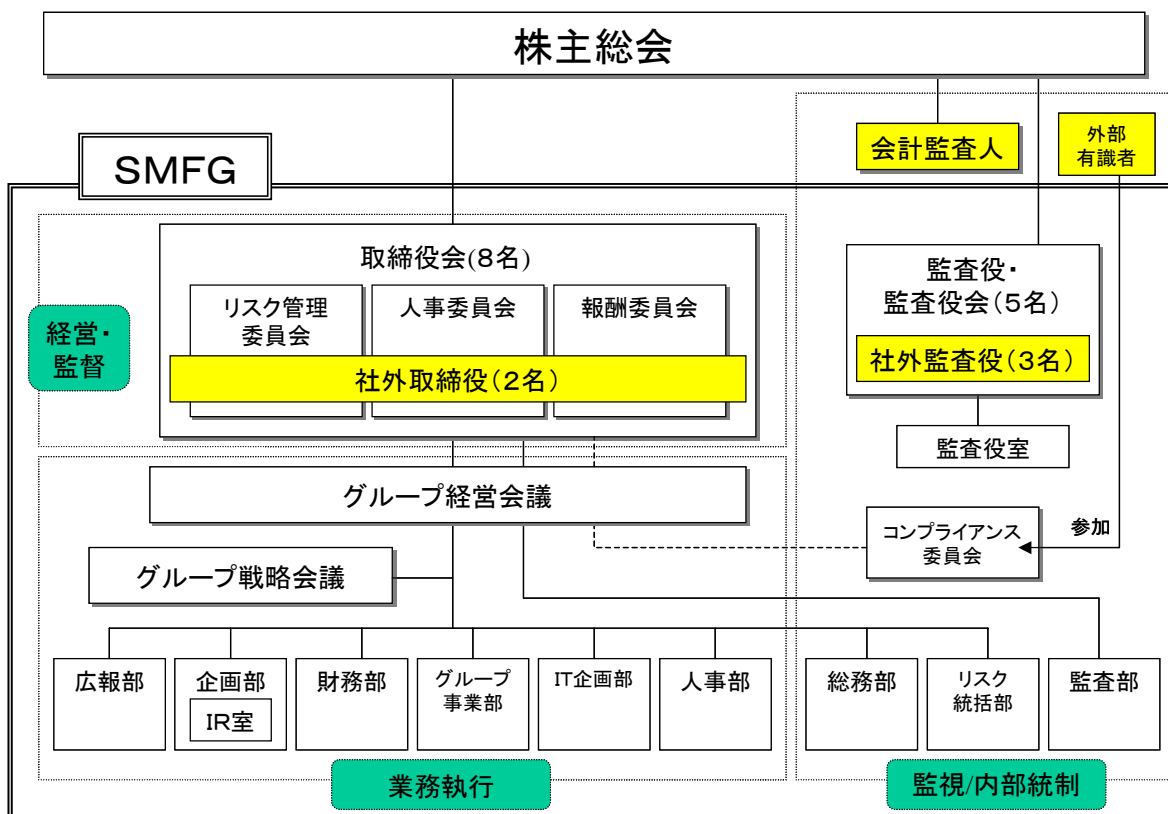 株主総会
会計監査人
外部
有識者
SMFG
取締役会(8名)
リスク管理
委員会
人事委員会
報酬委員会
社外取締役(2名)
経営・
監督
監査役・
監査役会(5名)
社外監査役(3名)
監査役室
グループ経営会議
コンプライアンス
委員会
参加
グループ戦略会議
広報部
企画部
IR室
財務部
グループ
事業部
IT企画部
人事部
総務部
リスク
統括部
監査部
業務執行
監視/内部統制